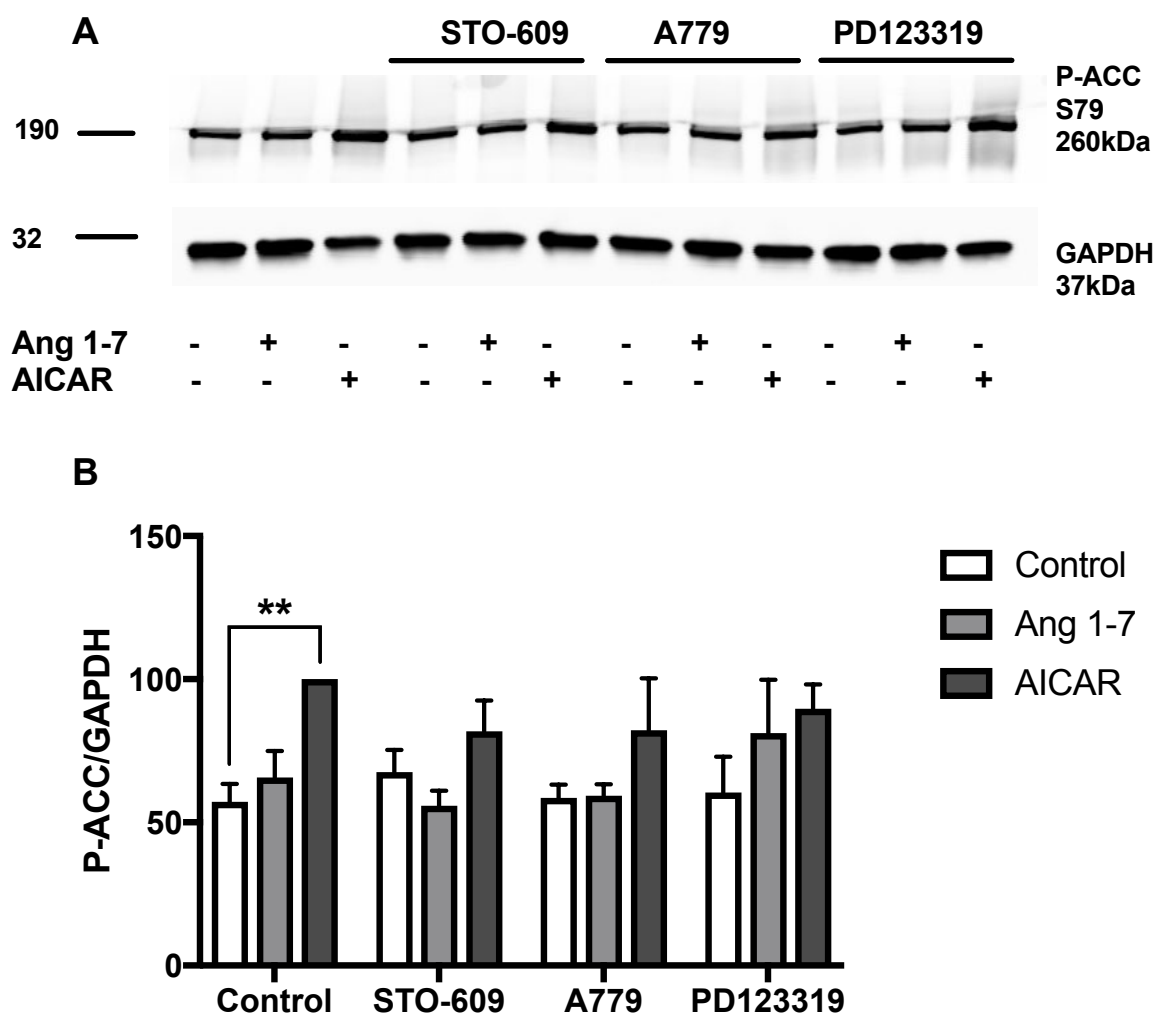 A
STO-609 A779 PD123319
P-ACC
S79
260kDa
190
32
GAPDH
37kDa
Ang 1-7 - + - - + - - + - - + -
AICAR - - + - - + - - + - - +
B
150
100
50
0
P-ACC/GAPDH
**
Control
Ang 1-7
AICAR
Control STO-609 A779 PD123319